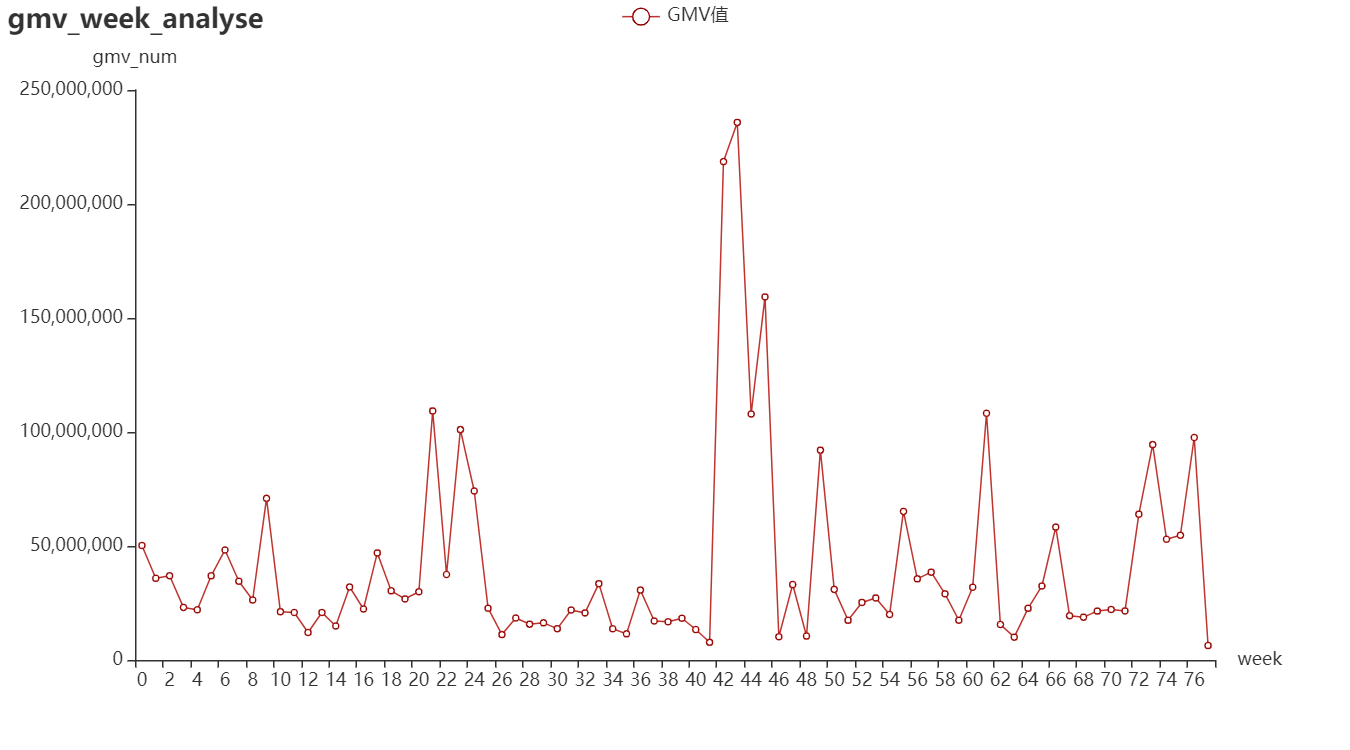 gmv_week_analyse
GMV值
gmv_num
250,000,000
200,000,000
150,000,000
100,000,000
50,000,000
0
week
0 2 4 6 8 10 12 14 16 18 20 22 24 26 28 30 32 34 36 38 40 42 44 46 48 50 52 54 56 58 60 62 64 66 68 70 72 74 76